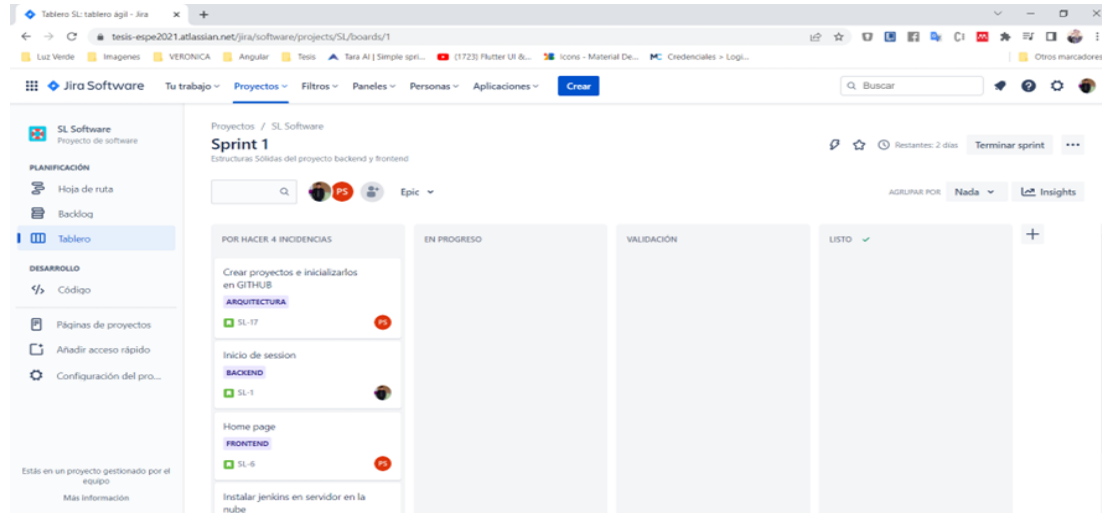 Tablero SL: tablero ágil - Jira
tesis-espe2021.atlassian.net/jira/software/projects/SL/boards/1
Luz Verde Imagenes VERONICA Angular Tesis Tara AI | Simple spri... (1723) Flutter UI &... Icons - Material De... Credenciales > Logi... Otros marcadores
Jira Software Tu trabajo Proyectos Filtros Paneles Personas Aplicaciones Crear Buscar
SL Software
Proyecto de software
PLANIFICACIÓN
Hoja de ruta
Backlog
Tablero
DESARROLLO
Código
Páginas de proyectos
Añadir acceso rápido
Configuración del pro...
Estás en un proyecto gestionado por el
equipo
Más información
Proyectos / SL Software
Sprint 1
Estructuras Sólidas del proyecto backend y frontend
Restantes: 2 días Terminar sprint
PS Epic AGRUPAR POR Nada Insights
POR HACER 4 INCIDENCIAS EN PROGRESO VALIDACIÓN LISTO
Crear proyectos e inicializarlos
en GITHUB
ARQUITECTURA
SL-17 PS
Inicio de session
BACKEND
SL-1
Home page
FRONTEND
SL-6 PS
Instalar jenkins en servidor en la
nube